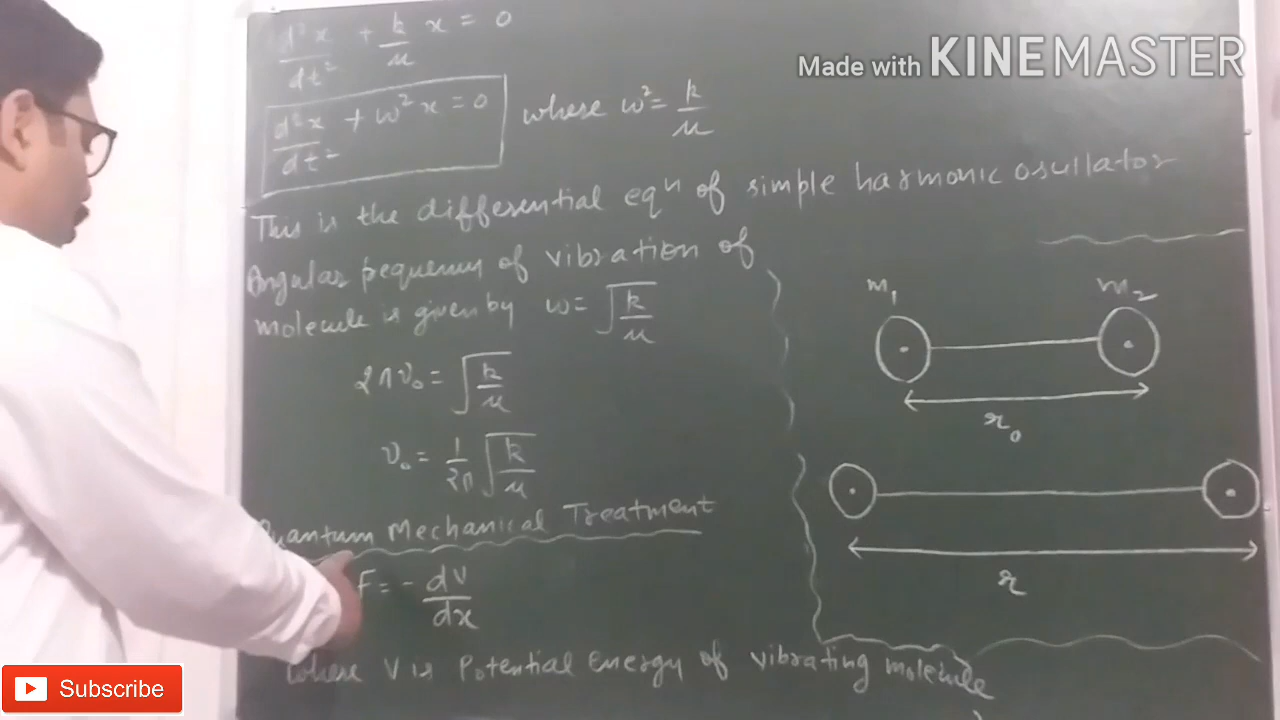 d²x/dt² + k/μ x = 0
Made with KINEMASTER
d²x/dt² + ω² x = 0 where ω² = k/μ
This is the differential eqⁿ of simple harmonic oscillator
Angular frequency of vibration of
molecule is given by ω = √(k/μ)
m₁ m₂
2πν₀ = √(k/μ)
r₀
ν₀ = 1/2π √(k/μ)
Quantum Mechanical Treatment
F = - dV/dx
r
where V is Potential Energy of vibrating molecule
Subscribe